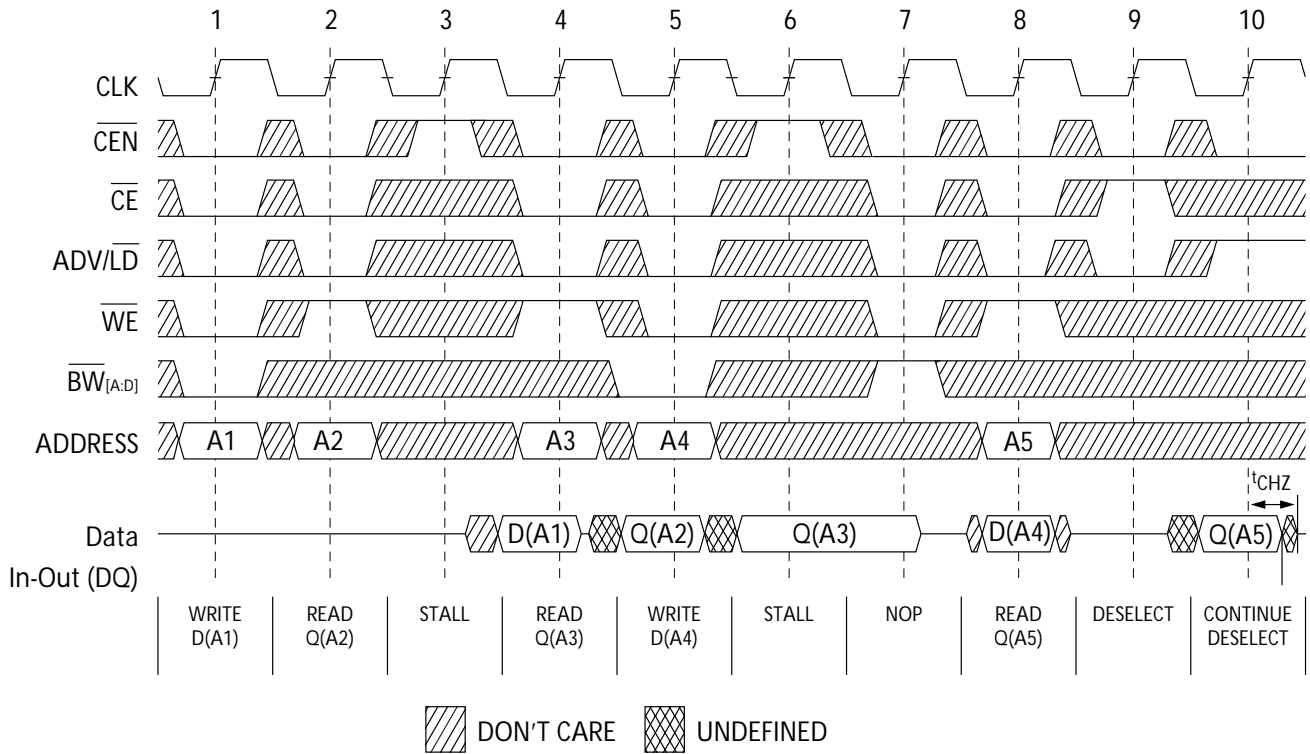 1 2 3 4 5 6 7 8 9 10
CLK
CEN
CE
ADV/LD
WE
BW[A:D]
ADDRESS A1 A2 A3 A4 A5
tCHZ
Data D(A1) Q(A2) Q(A3) D(A4) Q(A5)
In-Out (DQ)
WRITE READ STALL READ WRITE STALL NOP READ DESELECT CONTINUE
D(A1) Q(A2) Q(A3) D(A4) Q(A5) DESELECT
DON'T CARE UNDEFINED